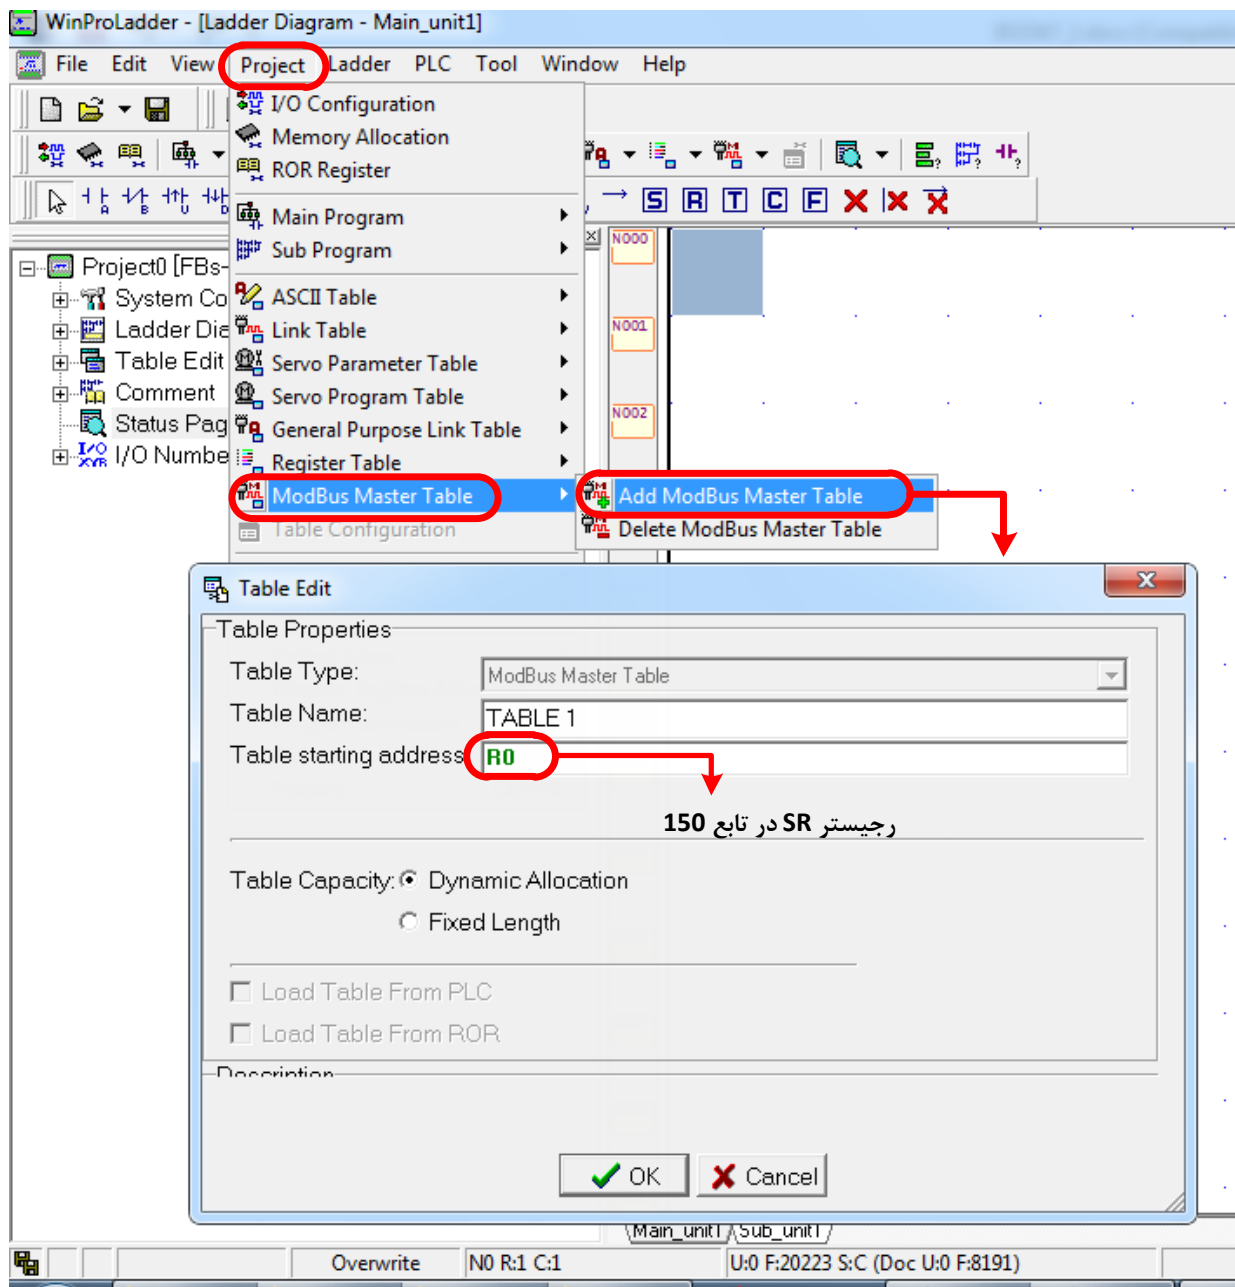 WinProLadder - [Ladder Diagram - Main_unit1]
File Edit View Project Ladder PLC Tool Window Help
I/O Configuration
Memory Allocation
ROR Register
Main Program
Sub Program
ASCII Table
Link Table
Servo Parameter Table
Servo Program Table
General Purpose Link Table
Register Table
ModBus Master Table
Table Configuration
Add ModBus Master Table
Delete ModBus Master Table
S R T C F
A B U D
Project0 [FBs-
System Co
Ladder Dia
Table Edit
Comment
Status Pag
I/O Numbe
N000
N001
N002
Table Edit
Table Properties
Table Type: ModBus Master Table
Table Name: TABLE 1
Table starting address R0
رجیستر SR در تابع 150
Table Capacity: Dynamic Allocation
Fixed Length
Load Table From PLC
Load Table From ROR
Description
OK Cancel
Main_unit1 Sub_unit1
Overwrite N0 R:1 C:1 U:0 F:20223 S:C (Doc U:0 F:8191)